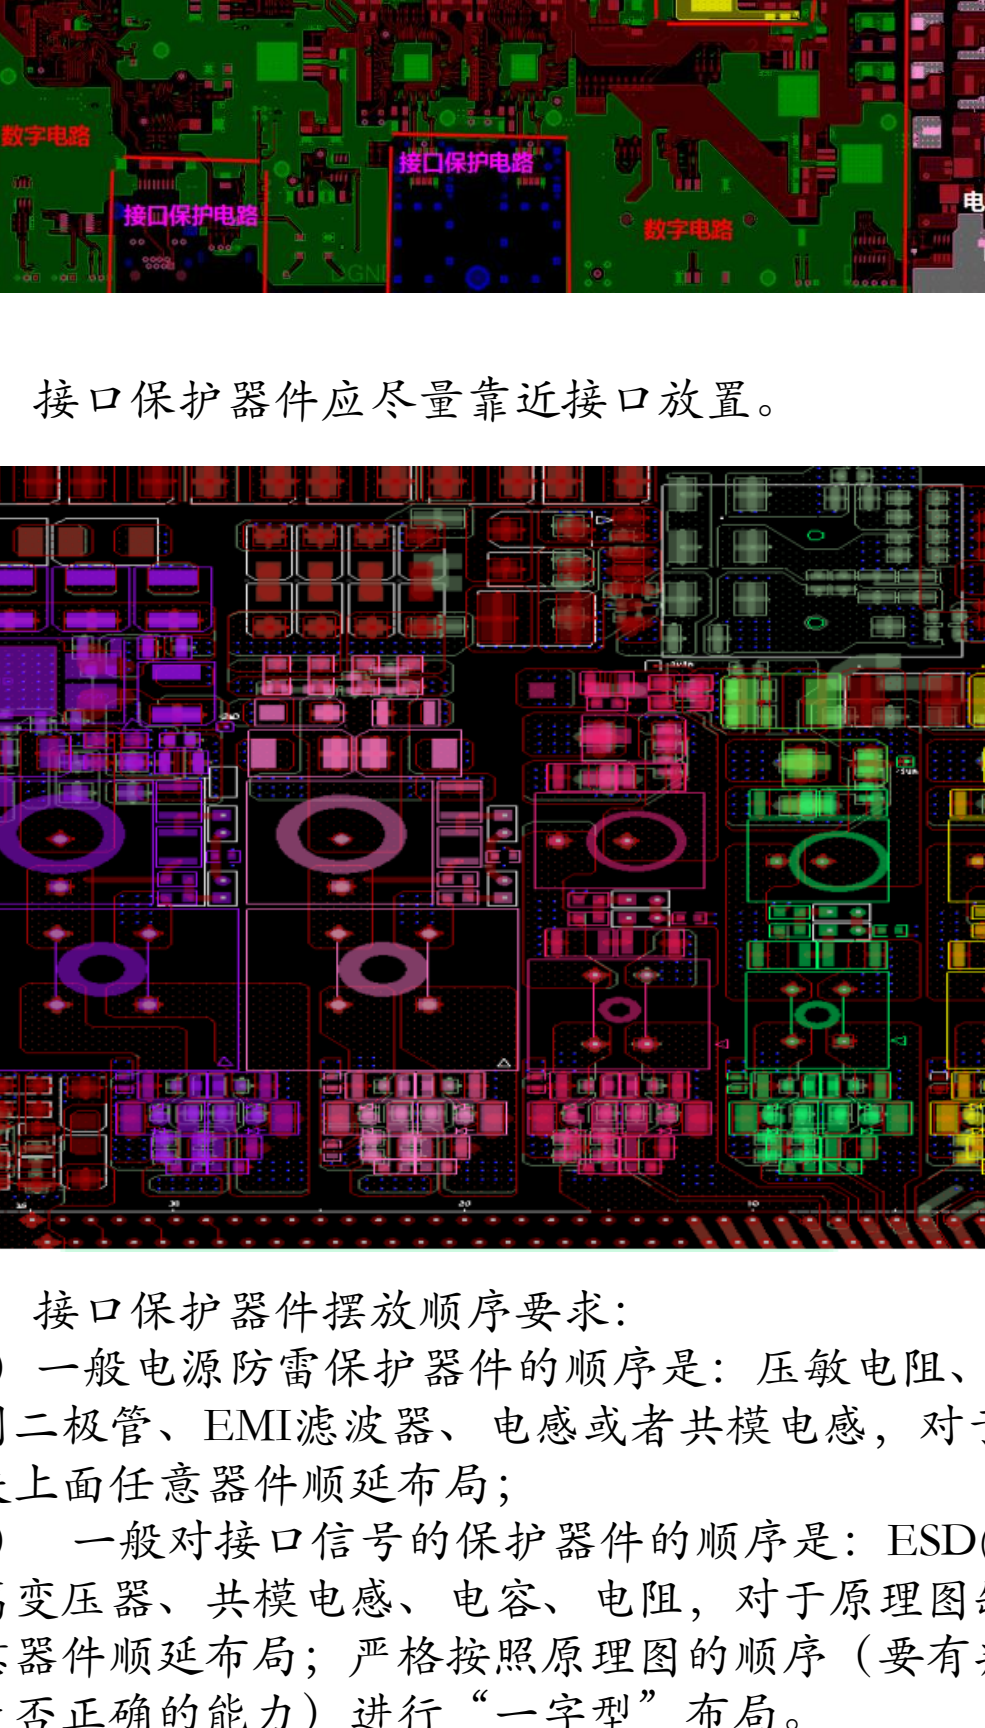 数字电路
接口保护电路
接口保护电路
数字电路
电
GND
接口保护器件应尽量靠近接口放置。
20
接口保护器件摆放顺序要求：
）一般电源防雷保护器件的顺序是：压敏电阻、
二极管、EMI滤波器、电感或者共模电感，对于
上面任意器件顺延布局；
） 一般对接口信号的保护器件的顺序是：ESD(
变压器、共模电感、电容、电阻，对于原理图
器件顺延布局；严格按照原理图的顺序（要有
否正确的能力）进行“一字型”布局。